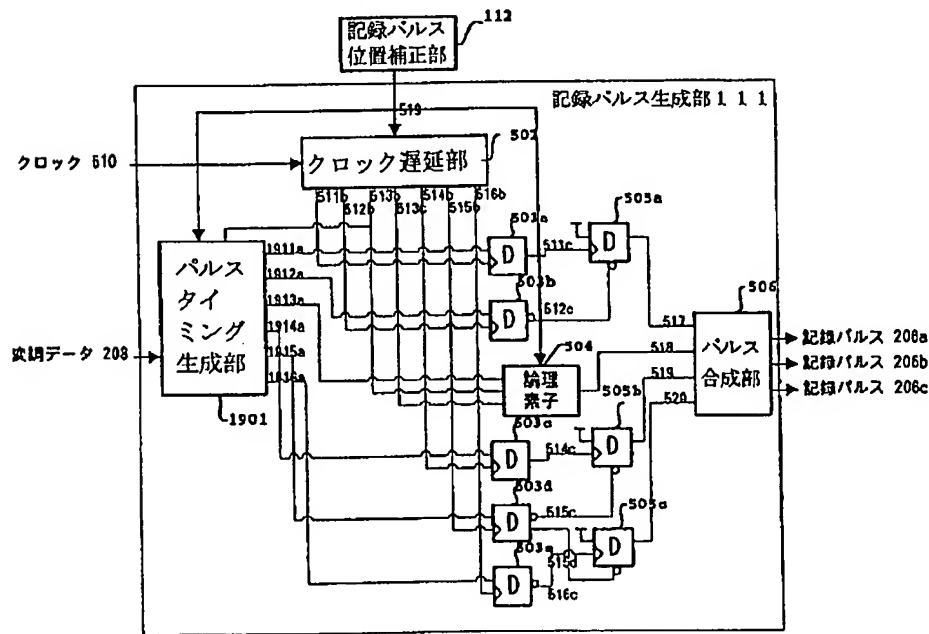 記録パルス
位置補正部
112
記録パルス生成部111
519
502
クロック 510
クロック遅延部
511b
512b
513b
513c
514b
515b
516b
パルス
タイ
ミング
生成部
1901
1911a
1912a
1913a
1914a
1915a
1936a
変調データ 208
503a
D
511c
505a
D
503b
D
512c
504
論理
素子
505b
D
503c
D
514c
503d
D
515c
515d
505c
D
503e
D
516c
517
518
519
520
506
パルス
合成部
記録パルス 206a
記録パルス 206b
記録パルス 206c